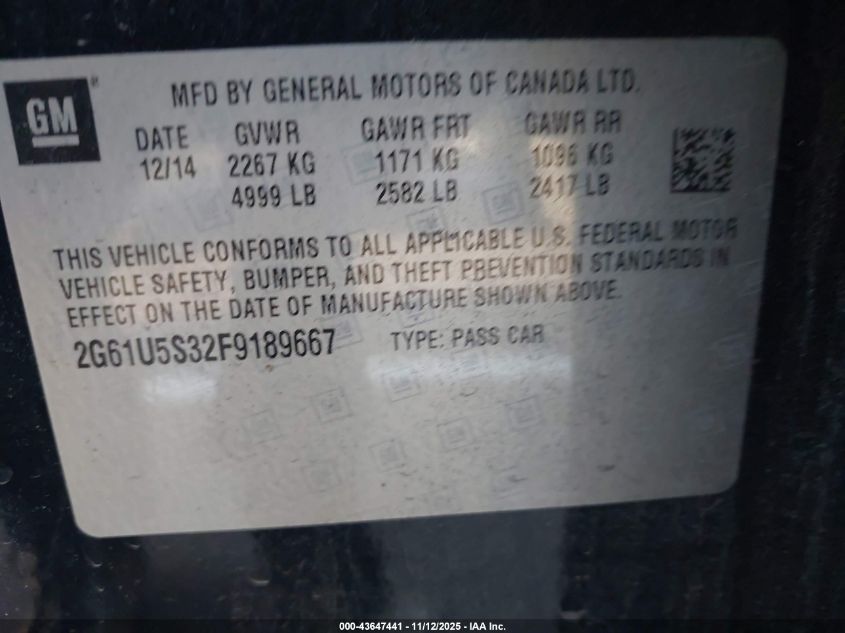 GM
MFD BY GENERAL MOTORS OF CANADA LTD.
DATE GVWR GAWR FRT GAWR RR
12/14 2267 KG 1171 KG 1096 KG
4999 LB 2582 LB 2417 LB
THIS VEHICLE CONFORMS TO ALL APPLICABLE U.S. FEDERAL MOTOR
VEHICLE SAFETY, BUMPER, AND THEFT PREVENTION STANDARDS IN
EFFECT ON THE DATE OF MANUFACTURE SHOWN ABOVE.
2G61U5S32F9189667 TYPE: PASS CAR
000-43647441 - 11/12/2025 - IAA Inc.